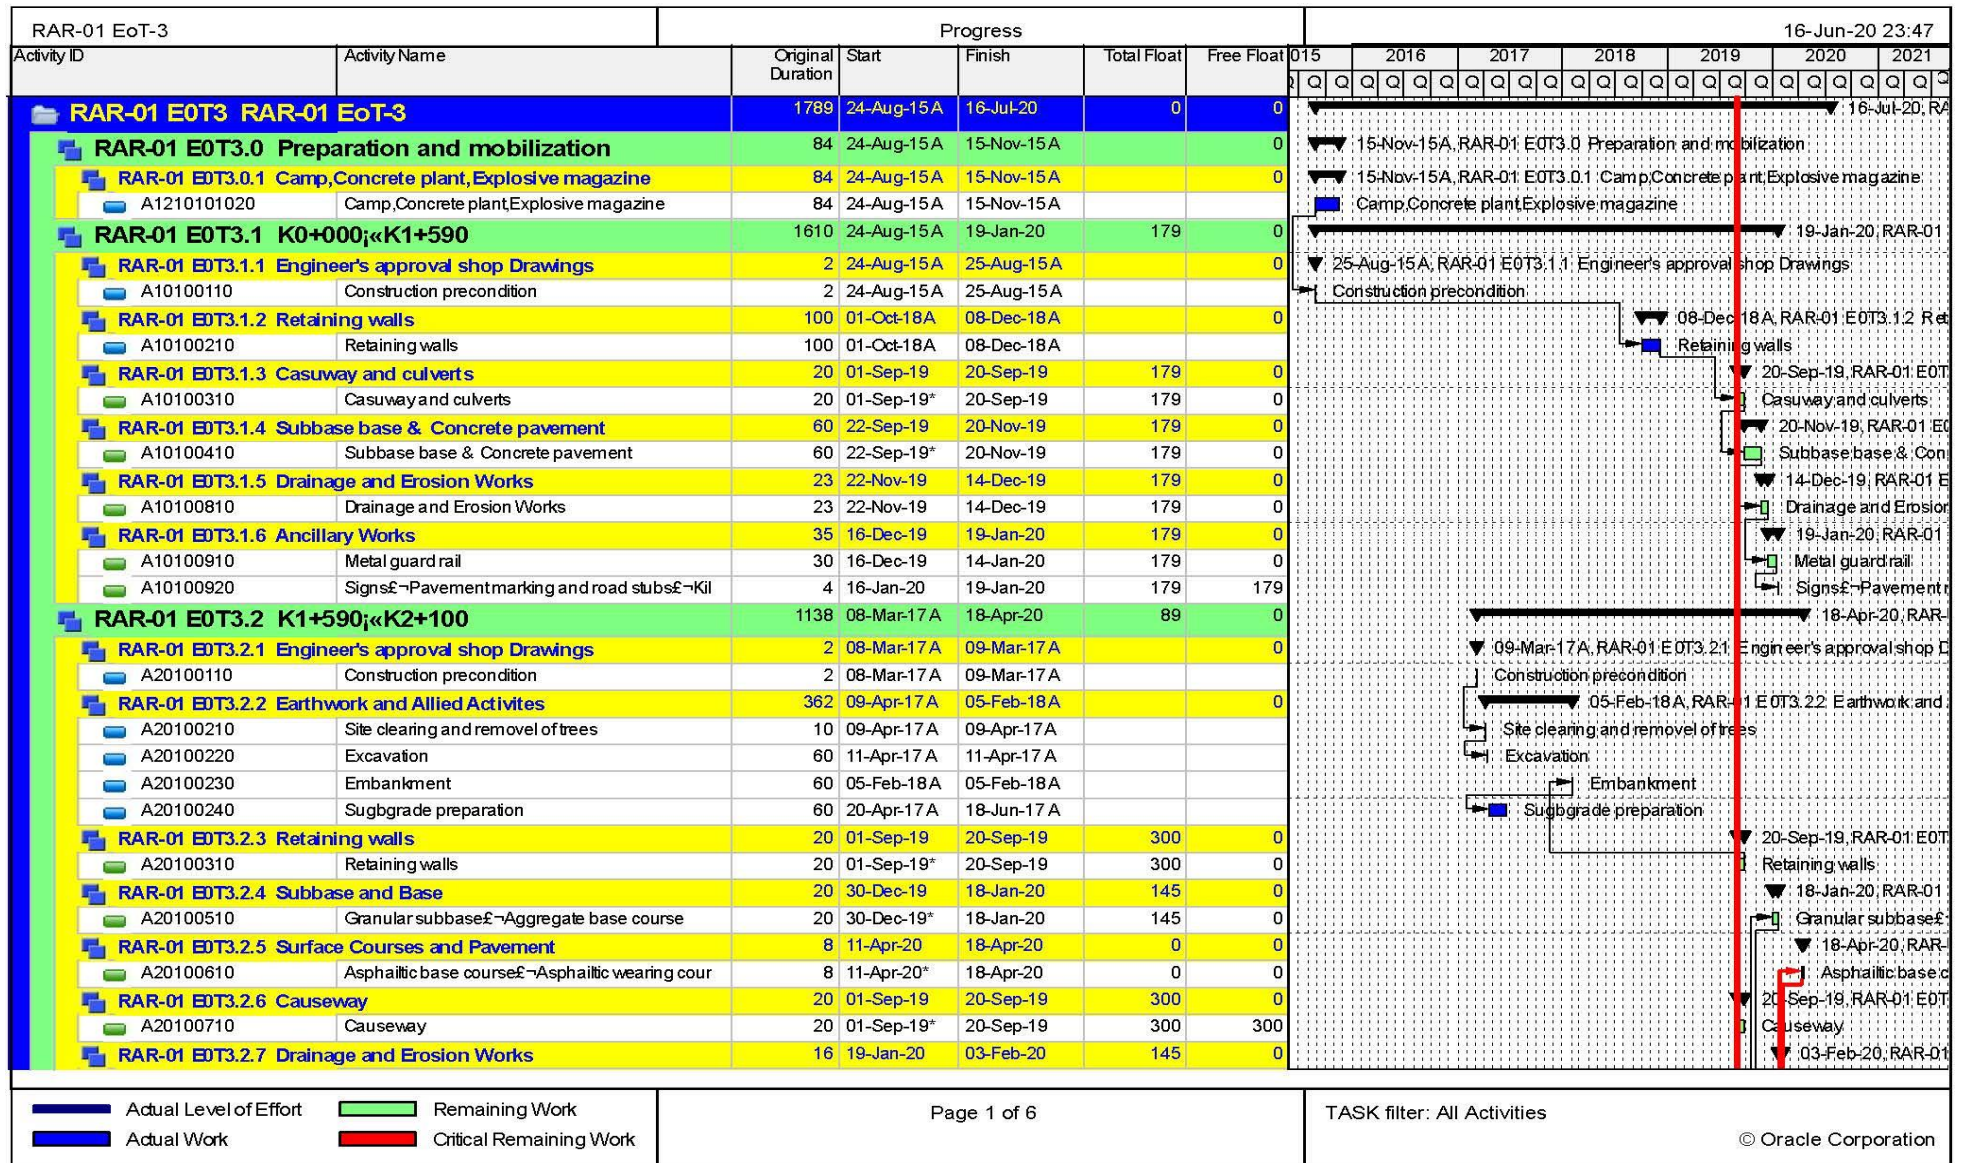 RAR-01 EoT-3 Progress 16-Jun-20 23:47
Activity ID Activity Name Original Duration Start Finish Total Float Free Float 015 2016 2017 2018 2019 2020 2021
Q Q Q Q Q Q Q Q Q Q Q Q Q Q Q Q Q Q Q Q Q Q Q Q
RAR-01 E0T3 RAR-01 EoT-3 1789 24-Aug-15 A 16-Jul-20 0 0 16-Jul-20, RA
RAR-01 E0T3.0 Preparation and mobilization 84 24-Aug-15 A 15-Nov-15 A 0 15-Nov-15 A, RAR-01 E0T3.0 Preparation and mobilization
RAR-01 E0T3.0.1 Camp,Concrete plant,Explosive magazine 84 24-Aug-15 A 15-Nov-15 A 0 15-Nov-15 A, RAR-01 E0T3.0.1 Camp,Concrete plant,Explosive magazine
A1210101020 Camp,Concrete plant,Explosive magazine 84 24-Aug-15 A 15-Nov-15 A Camp,Concrete plant,Explosive magazine
RAR-01 E0T3.1 K0+000¡«K1+590 1610 24-Aug-15 A 19-Jan-20 179 0 19-Jan-20, RAR-01
RAR-01 E0T3.1.1 Engineer's approval shop Drawings 2 24-Aug-15 A 25-Aug-15 A 0 25-Aug-15 A, RAR-01 E0T3.1.1 Engineer's approval shop Drawings
A10100110 Construction precondition 2 24-Aug-15 A 25-Aug-15 A Construction precondition
RAR-01 E0T3.1.2 Retaining walls 100 01-Oct-18 A 08-Dec-18 A 0 08-Dec-18 A, RAR-01 E0T3.1.2 Ret
A10100210 Retaining walls 100 01-Oct-18 A 08-Dec-18 A Retaining walls
RAR-01 E0T3.1.3 Casuway and culverts 20 01-Sep-19 20-Sep-19 179 0 20-Sep-19, RAR-01 E0T
A10100310 Casuway and culverts 20 01-Sep-19* 20-Sep-19 179 0 Casuway and culverts
RAR-01 E0T3.1.4 Subbase base & Concrete pavement 60 22-Sep-19 20-Nov-19 179 0 20-Nov-19, RAR-01 E0
A10100410 Subbase base & Concrete pavement 60 22-Sep-19* 20-Nov-19 179 0 Subbase base & Con
RAR-01 E0T3.1.5 Drainage and Erosion Works 23 22-Nov-19 14-Dec-19 179 0 14-Dec-19, RAR-01 E
A10100810 Drainage and Erosion Works 23 22-Nov-19 14-Dec-19 179 0 Drainage and Erosion
RAR-01 E0T3.1.6 Ancillary Works 35 16-Dec-19 19-Jan-20 179 0 19-Jan-20, RAR-01
A10100910 Metal guard rail 30 16-Dec-19 14-Jan-20 179 0 Metal guard rail
A10100920 Signs£¬Pavement marking and road stubs£¬Kil 4 16-Jan-20 19-Jan-20 179 179 Signs£¬Pavement r
RAR-01 E0T3.2 K1+590¡«K2+100 1138 08-Mar-17 A 18-Apr-20 89 0 18-Apr-20, RAR-
RAR-01 E0T3.2.1 Engineer's approval shop Drawings 2 08-Mar-17 A 09-Mar-17 A 0 09-Mar-17 A, RAR-01 E0T3.2.1 Engineer's approval shop D
A20100110 Construction precondition 2 08-Mar-17 A 09-Mar-17 A Construction precondition
RAR-01 E0T3.2.2 Earthwork and Allied Activites 362 09-Apr-17 A 05-Feb-18 A 0 05-Feb-18 A, RAR-01 E0T3.2.2 Earthwork and
A20100210 Site clearing and removel of trees 10 09-Apr-17 A 09-Apr-17 A Site clearing and removel of trees
A20100220 Excavation 60 11-Apr-17 A 11-Apr-17 A Excavation
A20100230 Embankment 60 05-Feb-18 A 05-Feb-18 A Embankment
A20100240 Sugbgrade preparation 60 20-Apr-17 A 18-Jun-17 A Sugbgrade preparation
RAR-01 E0T3.2.3 Retaining walls 20 01-Sep-19 20-Sep-19 300 0 20-Sep-19, RAR-01 E0T
A20100310 Retaining walls 20 01-Sep-19* 20-Sep-19 300 0 Retaining walls
RAR-01 E0T3.2.4 Subbase and Base 20 30-Dec-19 18-Jan-20 145 0 18-Jan-20, RAR-01
A20100510 Granular subbase£¬Aggregate base course 20 30-Dec-19* 18-Jan-20 145 0 Granular subbase£
RAR-01 E0T3.2.5 Surface Courses and Pavement 8 11-Apr-20 18-Apr-20 0 0 18-Apr-20, RAR-
A20100610 Asphailtic base course£¬Asphailtic wearing cour 8 11-Apr-20* 18-Apr-20 0 0 Asphailtic base c
RAR-01 E0T3.2.6 Causeway 20 01-Sep-19 20-Sep-19 300 0 20-Sep-19, RAR-01 E0T
A20100710 Causeway 20 01-Sep-19* 20-Sep-19 300 300 Causeway
RAR-01 E0T3.2.7 Drainage and Erosion Works 16 19-Jan-20 03-Feb-20 145 0 03-Feb-20, RAR-01
Actual Level of Effort Remaining Work Page 1 of 6 TASK filter: All Activities
Actual Work Critical Remaining Work © Oracle Corporation